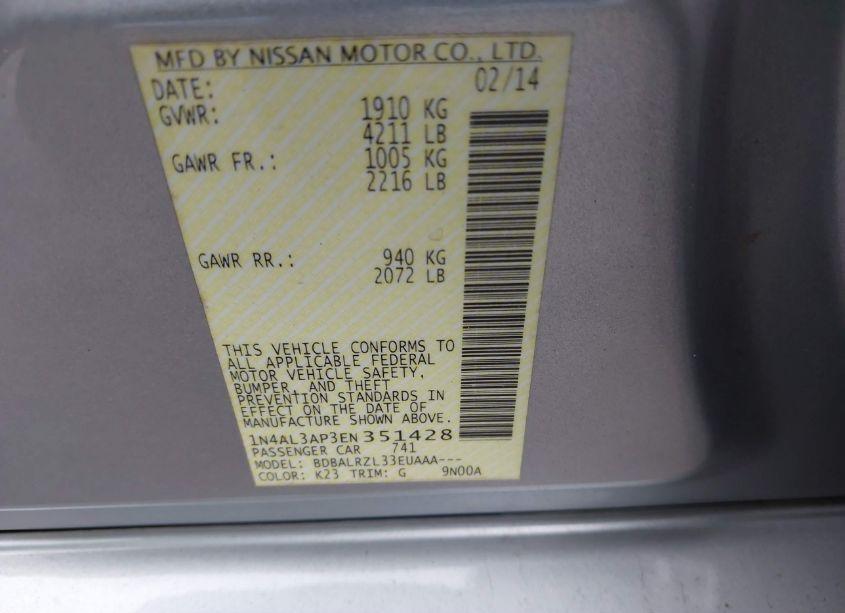 MFD BY NISSAN MOTOR CO., LTD.
DATE: 02/14
GVWR: 1910 KG
4211 LB
GAWR FR.: 1005 KG
2216 LB
GAWR RR.: 940 KG
2072 LB
THIS VEHICLE CONFORMS TO
ALL APPLICABLE FEDERAL
MOTOR VEHICLE SAFETY,
BUMPER, AND THEFT
PREVENTION STANDARDS IN
EFFECT ON THE DATE OF
MANUFACTURE SHOWN ABOVE.
1N4AL3AP3EN351428
PASSENGER CAR 741
MODEL: BDBALRZL33EUAAA---
COLOR: K23 TRIM: G 9N00A